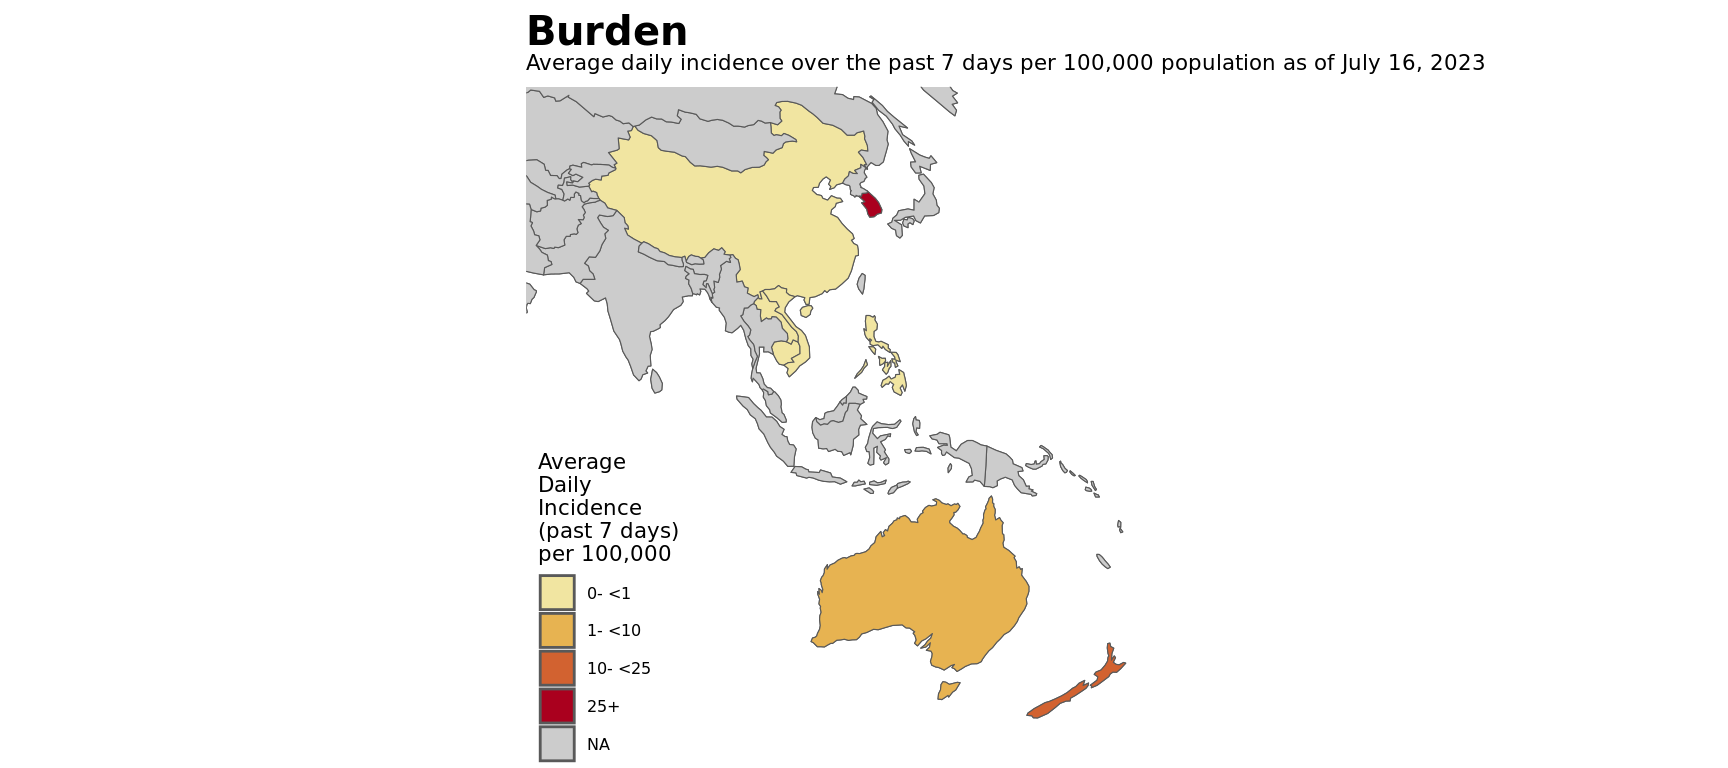 Burden
Average daily incidence over the past 7 days per 100,000 population as of July 16, 2023
Average
Daily
Incidence
(past 7 days)
per 100,000
0- <1
1- <10
10- <25
25+
NA